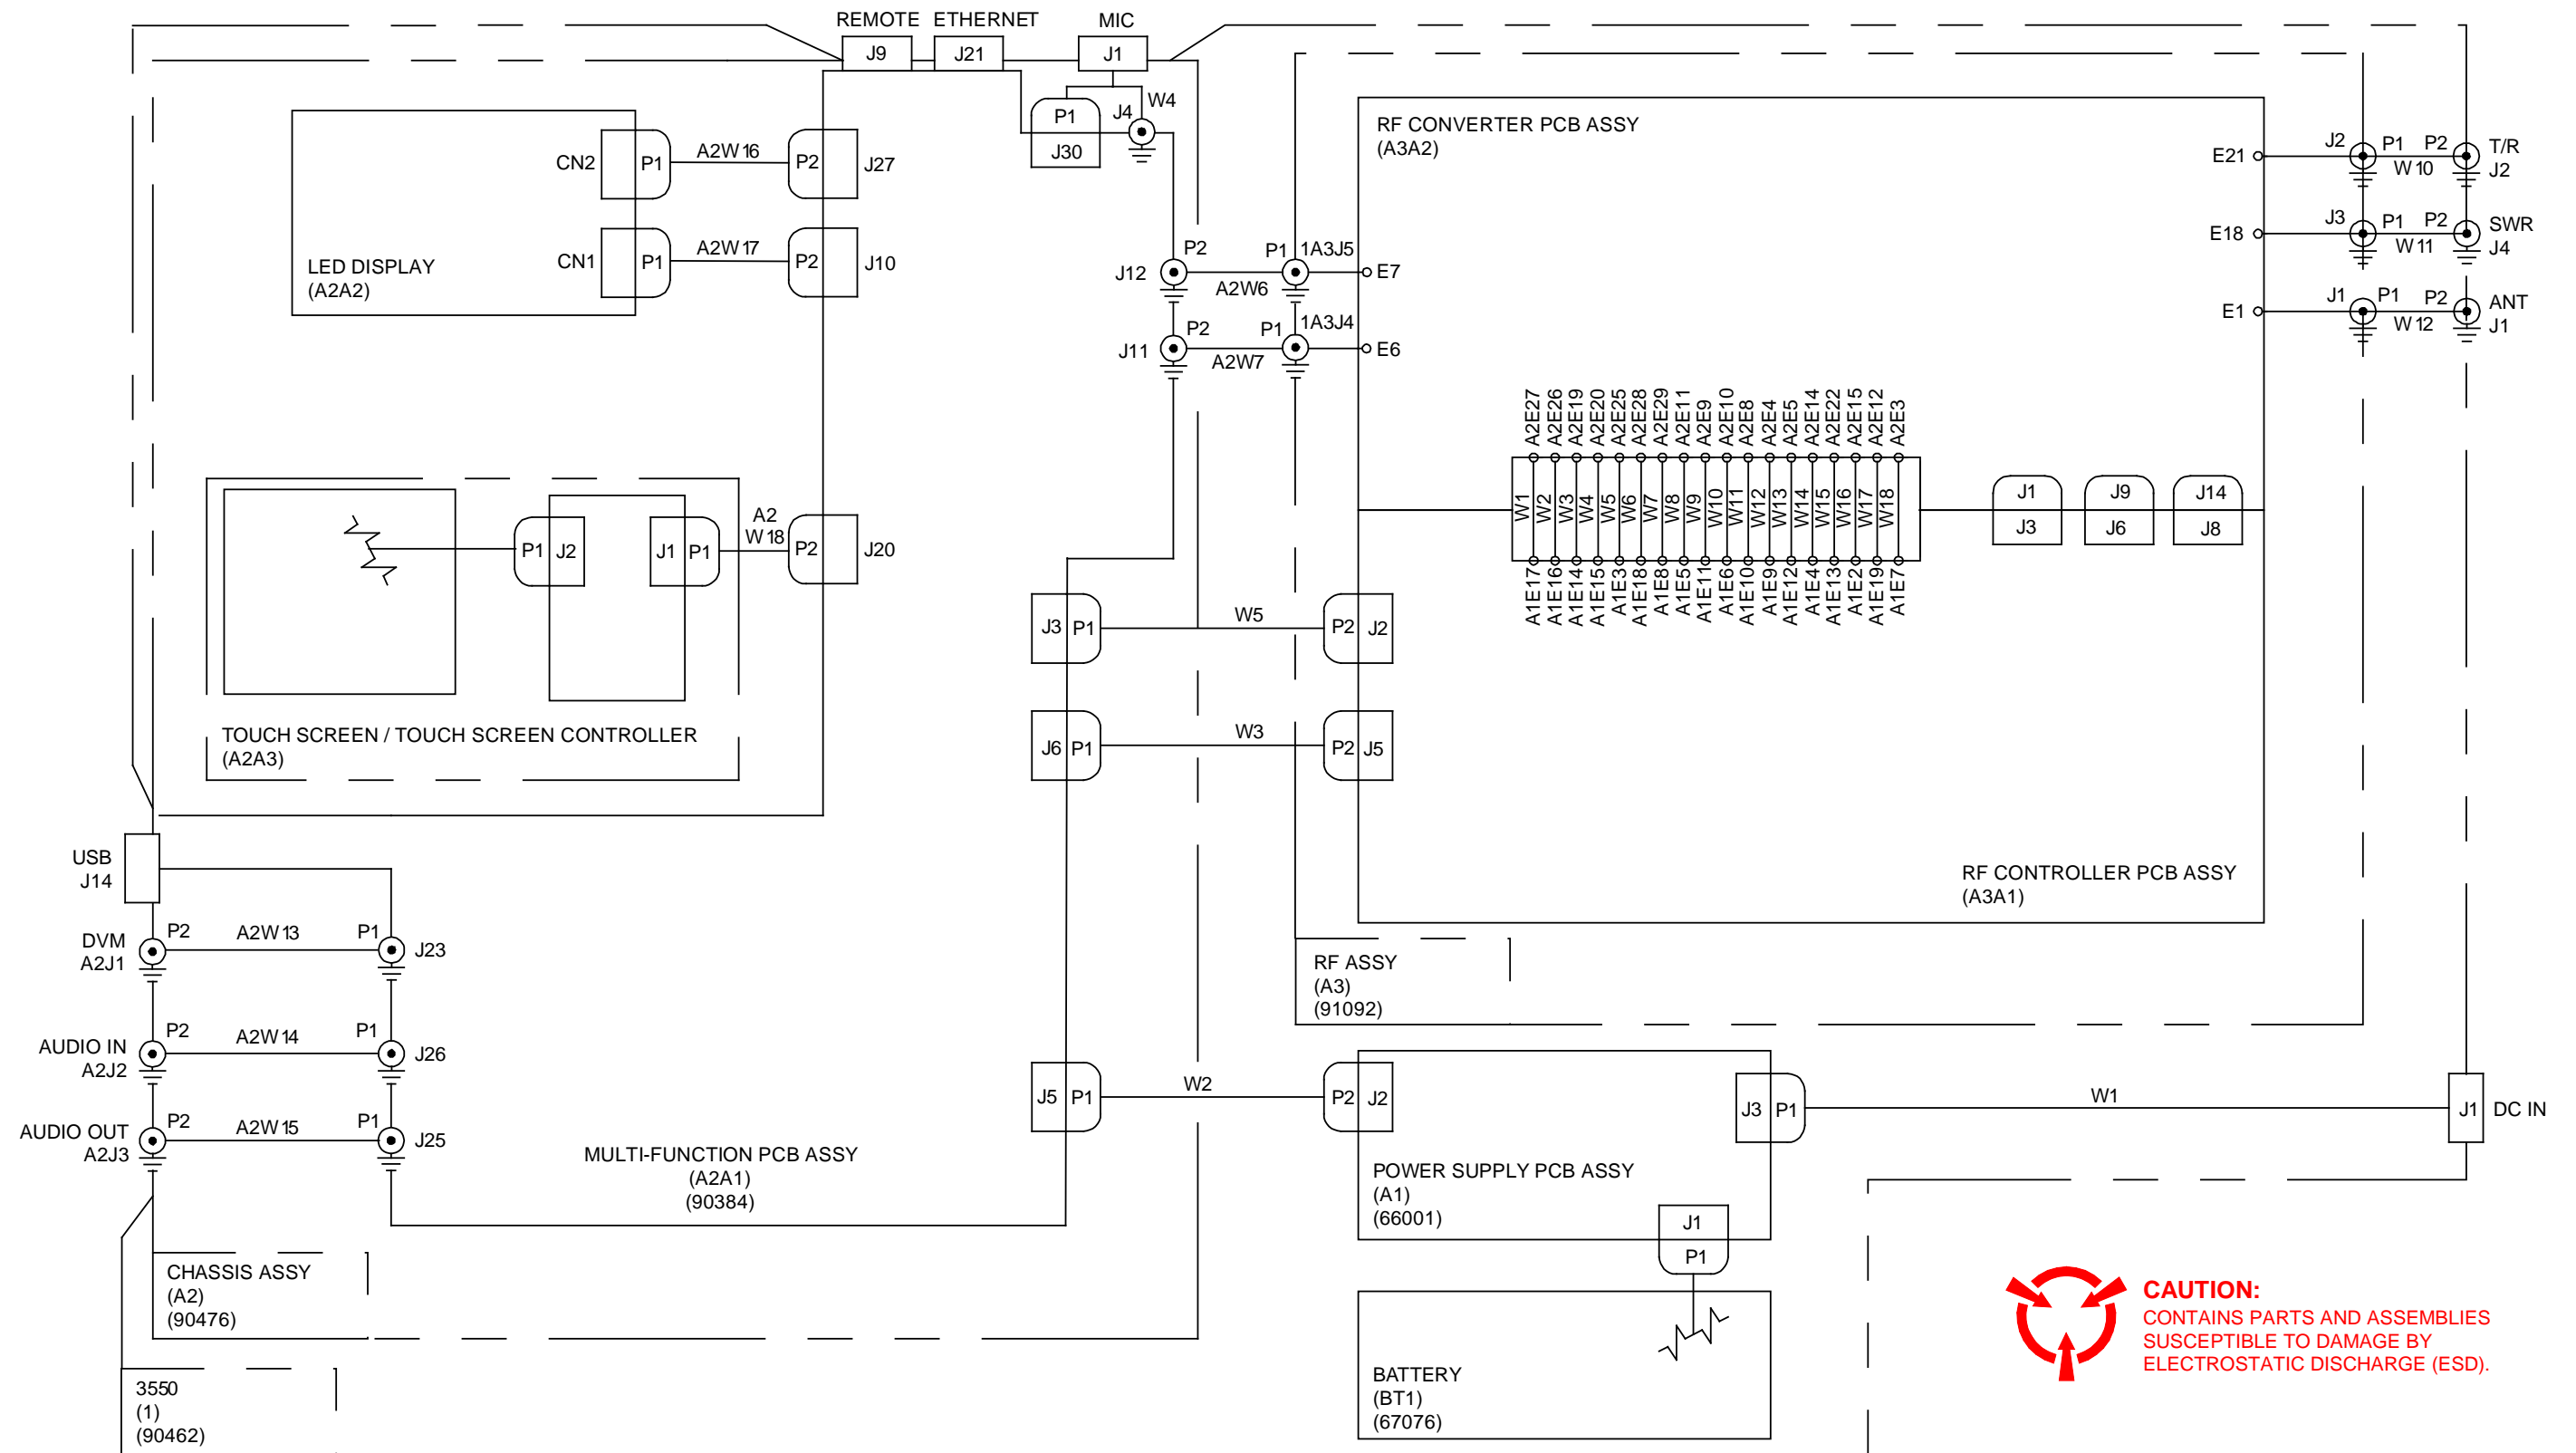 REMOTE ETHERNET MIC
J9 J21 J1
P1 J4 W4
J30
LED DISPLAY
(A2A2)
CN2 P1 A2W16 P2 J27
CN1 P1 A2W17 P2 J10
P1 J2 J1 P1 A2 W18 P2 J20
TOUCH SCREEN / TOUCH SCREEN CONTROLLER
(A2A3)
J12 P2 A2W6 P1 1A3J5 E7
J11 P2 A2W7 P1 1A3J4 E6
RF CONVERTER PCB ASSY
(A3A2)
E21 J2 P1 W10 P2 T/R J2
E18 J3 P1 W11 P2 SWR J4
E1 J1 P1 W12 P2 ANT J1
A2E27 A2E26 A2E19 A2E20 A2E25 A2E28 A2E29 A2E11 A2E9 A2E10 A2E8 A2E4 A2E5 A2E14 A2E22 A2E15 A2E12 A2E3
W1 W2 W3 W4 W5 W6 W7 W8 W9 W10 W11 W12 W13 W14 W15 W16 W17 W18
A1E17 A1E16 A1E14 A1E15 A1E3 A1E18 A1E8 A1E5 A1E11 A1E6 A1E10 A1E9 A1E12 A1E4 A1E13 A1E2 A1E19 A1E7
J1 J9 J14
J3 J6 J8
J3 P1 W5 P2 J2
J6 P1 W3 P2 J5
RF CONTROLLER PCB ASSY
(A3A1)
RF ASSY
(A3)
(91092)
USB
J14
DVM
A2J1
P2 A2W13 P1 J23
AUDIO IN
A2J2
P2 A2W14 P1 J26
AUDIO OUT
A2J3
P2 A2W15 P1 J25
MULTI-FUNCTION PCB ASSY
(A2A1)
(90384)
J5 P1 W2 P2 J2
J3 P1 W1 J1 DC IN
POWER SUPPLY PCB ASSY
(A1)
(66001)
J1
P1
BATTERY
(BT1)
(67076)
CHASSIS ASSY
(A2)
(90476)
3550
(1)
(90462)
CAUTION:
CONTAINS PARTS AND ASSEMBLIES
SUSCEPTIBLE TO DAMAGE BY
ELECTROSTATIC DISCHARGE (ESD).